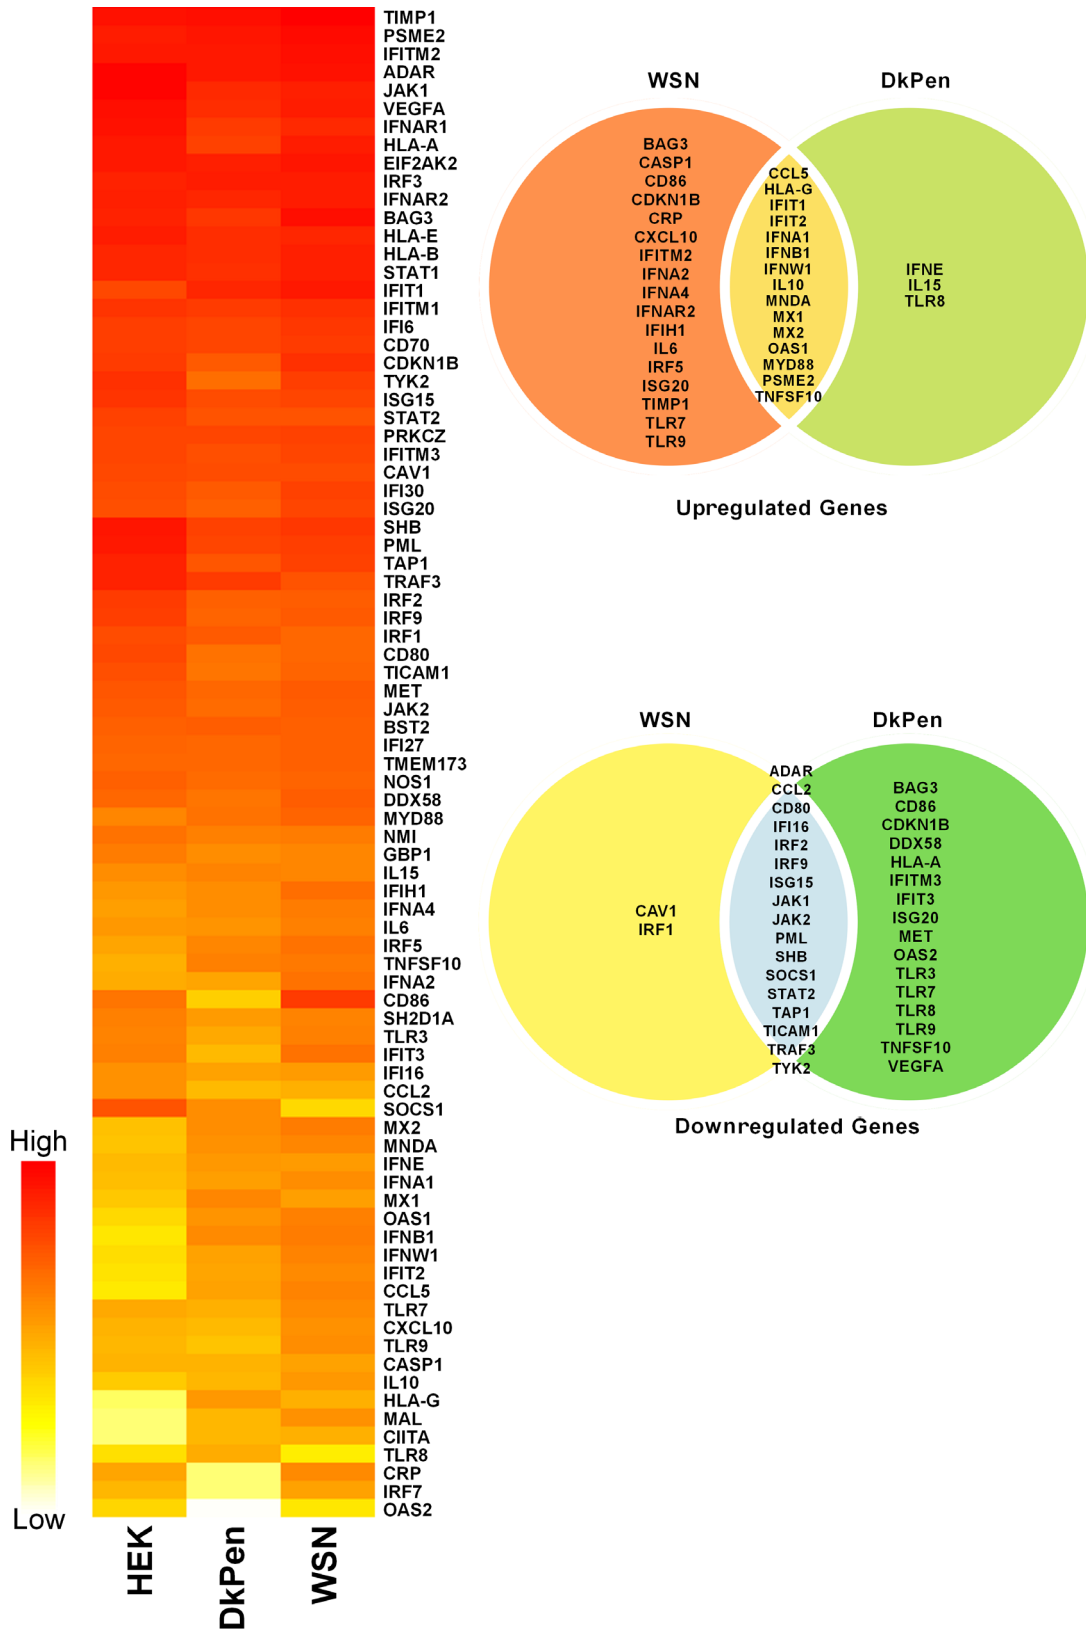 TIMP1
PSME2
IFITM2
ADAR
JAK1
VEGFA
IFNAR1
HLA-A
EIF2AK2
IRF3
IFNAR2
BAG3
HLA-E
HLA-B
STAT1
IFIT1
IFITM1
IFI6
CD70
CDKN1B
TYK2
ISG15
STAT2
PRKCZ
IFITM3
CAV1
IFI30
ISG20
SHB
PML
TAP1
TRAF3
IRF2
IRF9
IRF1
CD80
TICAM1
MET
JAK2
BST2
IFI27
TMEM173
NOS1
DDX58
MYD88
NMI
GBP1
IL15
IFIH1
IFNA4
IL6
IRF5
TNFSF10
IFNA2
CD86
SH2D1A
TLR3
IFIT3
IFI16
CCL2
SOCS1
MX2
MNDA
IFNE
IFNA1
MX1
OAS1
IFNB1
IFNW1
IFIT2
CCL5
TLR7
CXCL10
TLR9
CASP1
IL10
HLA-G
MAL
CIITA
TLR8
CRP
IRF7
OAS2
High
Low
HEK
DkPen
WSN
WSN
DkPen
BAG3
CASP1
CD86
CDKN1B
CRP
CXCL10
IFITM2
IFNA2
IFNA4
IFNAR2
IFIH1
IL6
IRF5
ISG20
TIMP1
TLR7
TLR9
CCL5
HLA-G
IFIT1
IFIT2
IFNA1
IFNB1
IFNW1
IL10
MNDA
MX1
MX2
OAS1
MYD88
PSME2
TNFSF10
IFNE
IL15
TLR8
Upregulated Genes
WSN
DkPen
CAV1
IRF1
ADAR
CCL2
CD80
IFI16
IRF2
IRF9
ISG15
JAK1
JAK2
PML
SHB
SOCS1
STAT2
TAP1
TICAM1
TRAF3
TYK2
BAG3
CD86
CDKN1B
DDX58
HLA-A
IFITM3
IFIT3
ISG20
MET
OAS2
TLR3
TLR7
TLR8
TLR9
TNFSF10
VEGFA
Downregulated Genes